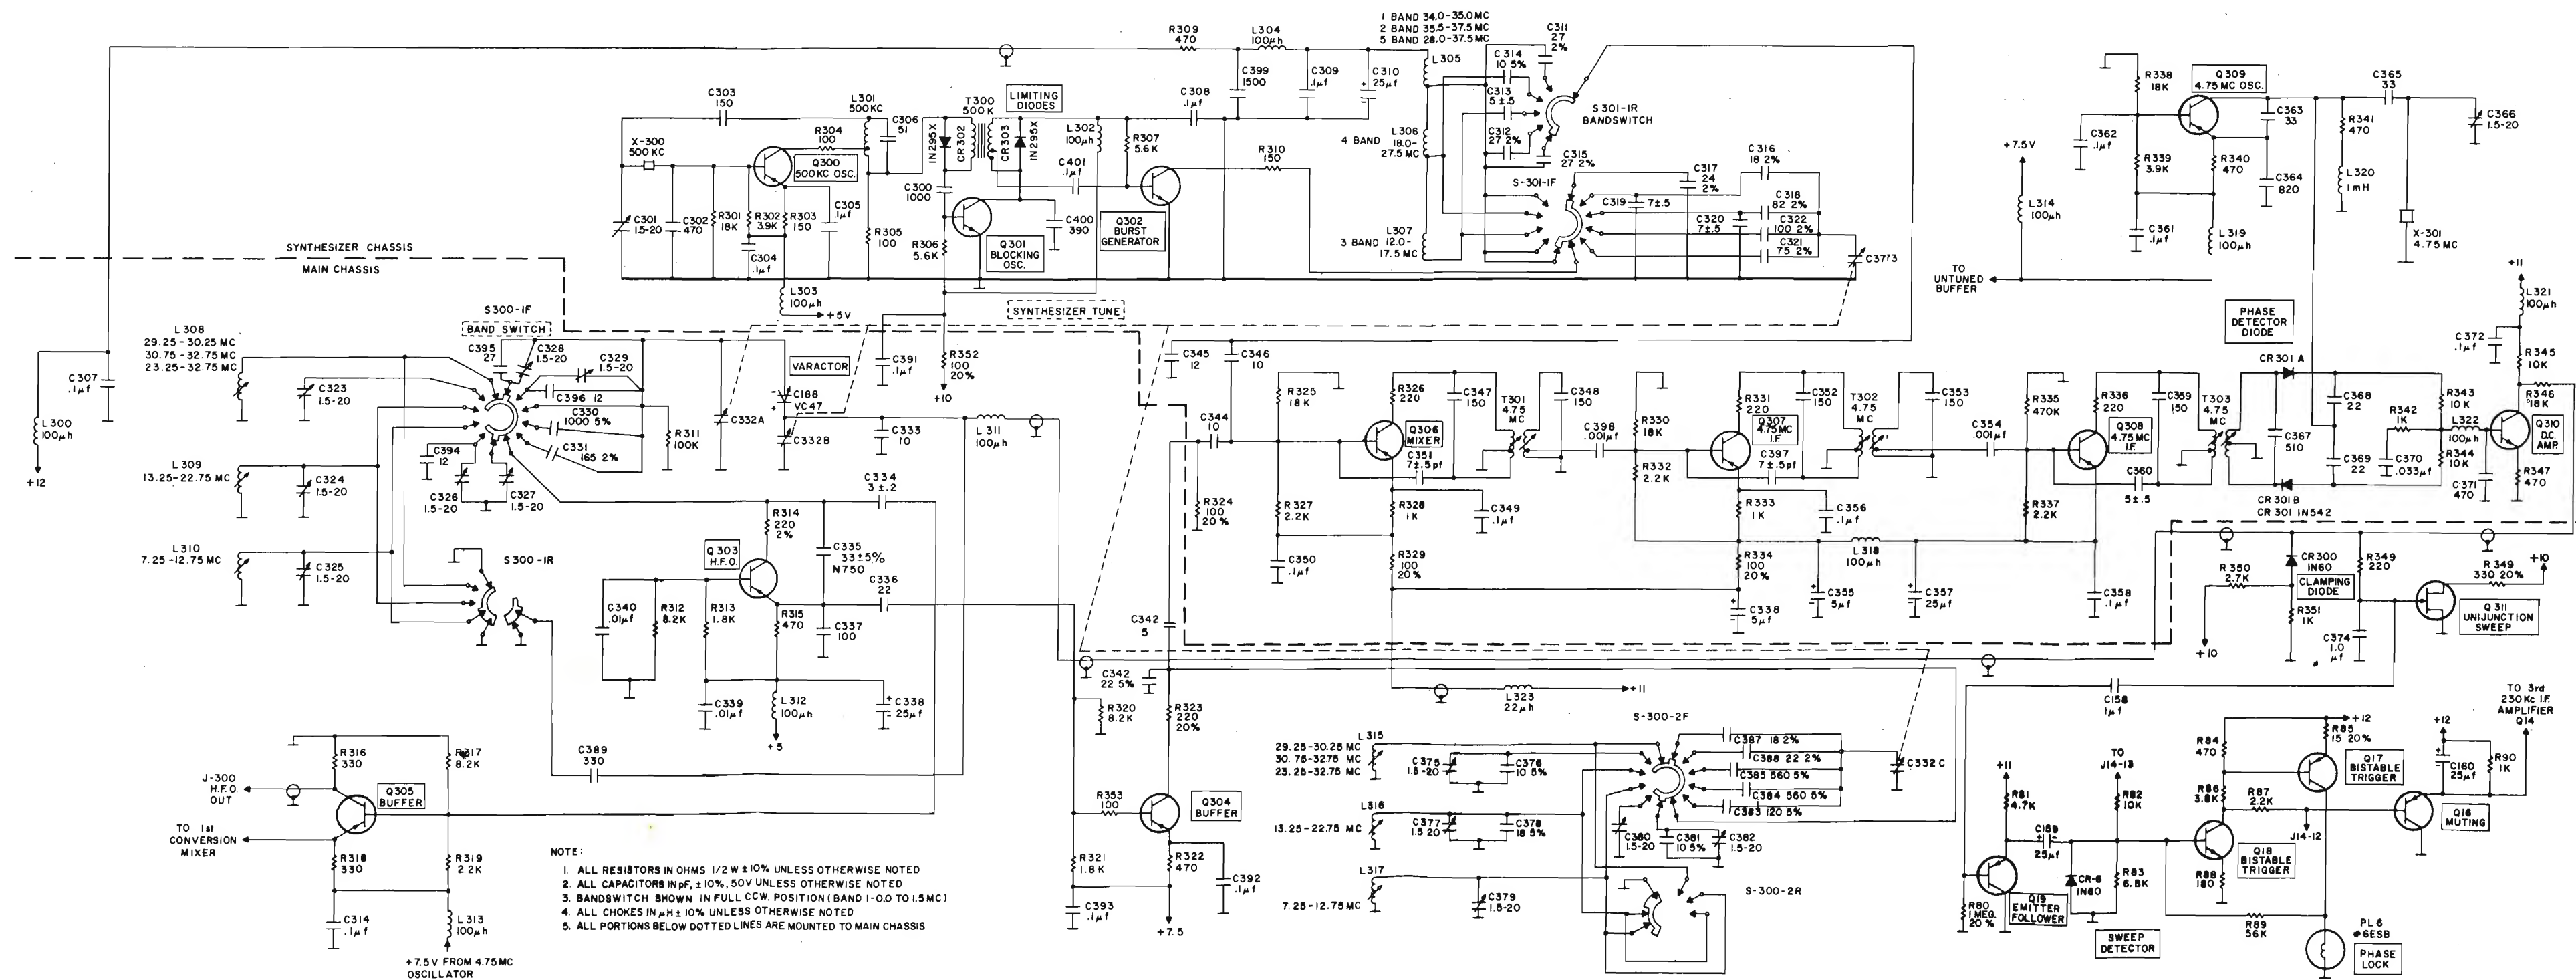 1 BAND 34.0-35.0MC
2 BAND 35.5-37.5MC
5 BAND 28.0-37.5MC
C311
27
2%
R309
470
L304
100μh
C399
1500
C309
.1μf
C310
25μf
L305
C314
10 5%
C313
5±.5
C312
27 2%
C315
27 2%
S301-1R
BANDSWITCH
C303
150
L301
500KC
C306
51
T300
500K
LIMITING
DIODES
IN295X
CR302
CR303
IN295X
L302
100μh
C308
.1μf
R307
5.6K
C401
.1μf
R310
150
L306
4 BAND
18.0-
27.5 MC
X-300
500 KC
R304
100
Q300
500KC OSC.
C300
1000
C301
1.5-20
C302
470
R301
18K
R302
3.9K
R303
150
C305
.1μf
C304
.1μf
R305
100
R306
5.6K
Q301
BLOCKING
OSC.
C400
390
Q302
BURST
GENERATOR
L307
3 BAND 12.0-
17.5 MC
S-301-1F
C316
18 2%
C317
24
2%
C318
82 2%
C319
7±.5
C320
7±.5
C322
100 2%
C321
75 2%
C3773
L303
100μh
+5V
SYNTHESIZER TUNE
R338
18K
Q309
4.75 MC OSC.
C365
33
C363
33
C366
1.5-20
C362
.1μf
R341
470
+7.5V
R339
3.9K
R340
470
C364
820
L320
1mH
L314
100μh
C361
.1μf
L319
100μh
X-301
4.75 MC
TO
UNTUNED
BUFFER
SYNTHESIZER CHASSIS
MAIN CHASSIS
L308
29.25-30.25 MC
30.75-32.75 MC
23.25-32.75 MC
S300-1F
BAND SWITCH
C395
27
C328
1.5-20
C329
1.5-20
C307
.1μf
L300
100μh
+12
C323
1.5-20
C396 12
C330
1000 5%
C331
165 2%
R311
100K
C332A
VARACTOR
C188
VC47
C332B
C391
.1μf
R352
100
20%
+10
C333
10
L311
100μh
C394
12
C326
1.5-20
C327
1.5-20
L309
13.25-22.75 MC
C324
1.5-20
L310
7.25-12.75 MC
C325
1.5-20
S300-1R
C334
3±.2
R314
220
2%
Q303
H.F.O.
C335
33±5%
N750
C336
22
C340
.01μf
R312
8.2K
R313
1.8K
R315
470
C337
100
C339
.01μf
L312
100μh
+5
C338
25μf
C345
12
C346
10
C344
10
R324
100
20%
R325
18K
R326
220
C347
150
T301
4.75
MC
C348
150
Q306
MIXER
C351
7±.5pf
C398
.001μf
R327
2.2K
R328
1K
C349
.1μf
C350
.1μf
R329
100
20%
R330
18K
R331
220
C352
150
T302
4.75
MC
C353
150
Q307
4.75MC
I.F.
C397
7±.5pf
R332
2.2K
R333
1K
C356
.1μf
R334
100
20%
L318
100μh
C338
5μf
C355
5μf
C357
25μf
C354
.001μf
R335
470K
R336
220
C359
150
T303
4.75
MC
Q308
4.75 MC
I.F.
C360
5±.5
R337
2.2K
C358
.1μf
PHASE
DETECTOR
DIODE
CR301A
C368
22
C367
510
C369
22
CR301B
CR 301 IN542
R342
1K
R343
10K
L322
100μh
R344
10K
C370
.033μf
C371
470
+11
L321
100μh
C372
.1μf
R345
10K
R346
18K
Q310
D.C.
AMP.
R347
470
R350
2.7K
CR300
IN60
CLAMPING
DIODE
R351
1K
+10
R349
220
R349
330 20%
+10
Q311
UNIJUNCTION
SWEEP
C374
1.0
μf
C342
5
C342
22 5%
R320
8.2K
R323
220
20%
L323
22μh
+11
C158
1μf
TO 3rd
230 Kc I.F.
AMPLIFIER
Q14
R316
330
R317
8.2K
C389
330
J-300
H.F.O.
OUT
Q305
BUFFER
TO 1st
CONVERSION
MIXER
R318
330
R319
2.2K
C314
.1μf
L313
100μh
+7.5V FROM 4.75MC
OSCILLATOR
R353
100
Q304
BUFFER
R321
1.8K
R322
470
C392
.1μf
C393
.1μf
+7.5
L315
29.25-30.25 MC
30.75-3275 MC
23.25-32.75 MC
C375
1.5-20
C376
10 5%
L316
13.25-22.75 MC
C377
1.5 20
C378
18 5%
L317
7.25-12.75MC
C379
1.5-20
S-300-2F
C387 18 2%
C388 22 2%
C385 560 5%
C384 560 5%
C383 120 5%
C332C
C380
1.5-20
C381
10 5%
C382
1.5-20
S-300-2R
+11
R81
4.7K
TO
J14-13
R82
10K
C159
25μf
R84
470
R86
3.8K
R85
15 20%
+12
Q17
BISTABLE
TRIGGER
+12
C160
25μf
R90
1K
R87
2.2K
J14-12
Q16
MUTING
Q18
BISTABLE
TRIGGER
R80
1MEG.
20%
Q19
EMITTER
FOLLOWER
CR-6
IN60
R83
6.8K
R88
180
R89
56K
SWEEP
DETECTOR
PL6
#6ESB
PHASE
LOCK
NOTE:
1. ALL RESISTORS IN OHMS 1/2 W ±10% UNLESS OTHERWISE NOTED
2. ALL CAPACITORS IN pF, ±10%, 50V UNLESS OTHERWISE NOTED
3. BANDSWITCH SHOWN IN FULL CCW. POSITION (BAND 1-0.0 TO 1.5MC)
4. ALL CHOKES IN μH±10% UNLESS OTHERWISE NOTED
5. ALL PORTIONS BELOW DOTTED LINES ARE MOUNTED TO MAIN CHASSIS